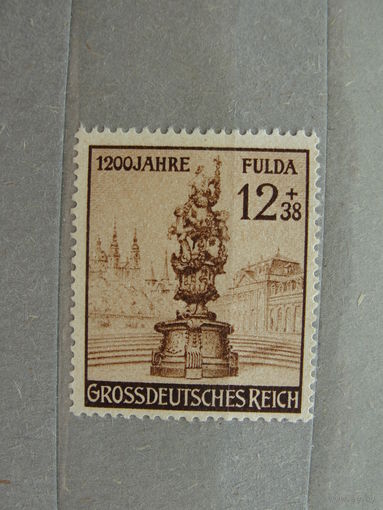 1200 JAHRE FULDA
12 + 38
GROSSDEUTSCHES REICH